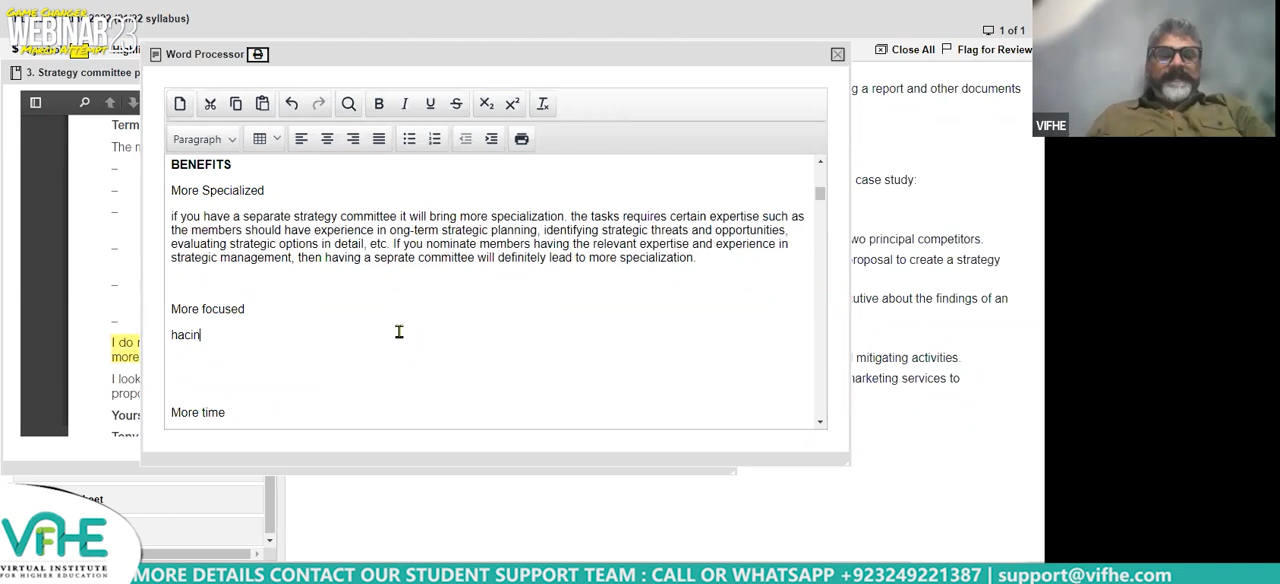 GAME CHANGER
WEBINAR'23
MARCH ATTEMPT
syllabus)
1 of 1
Close All
Flag for Review
3. Strategy committee p
Word Processor
Paragraph
Term
The m
I do
more
I look
propo
Yours
BENEFITS
More Specialized
if you have a separate strategy committee it will bring more specialization. the tasks requires certain expertise such as
the members should have experience in ong-term strategic planning, identifying strategic threats and opportunities,
evaluating strategic options in detail, etc. If you nominate members having the relevant expertise and experience in
strategic management, then having a seprate committee will definitely lead to more specialization.
More focused
hacin
More time
g a report and other documents
case study:
wo principal competitors.
roposal to create a strategy
utive about the findings of an
mitigating activities.
marketing services to
VIFHE
VIFHE
VIRTUAL INSTITUTE
FOR HIGHER EDUCATION
MORE DETAILS CONTACT OUR STUDENT SUPPORT TEAM : CALL OR WHATSAPP +923249221387 | support@vifhe.com